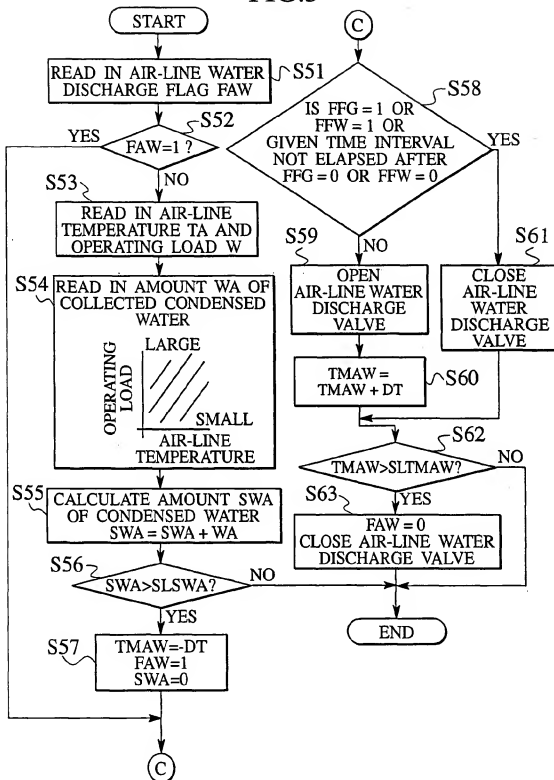 START
READ IN AIR-LINE WATER
DISCHARGE FLAG FAW
S51
S52
YES
FAW=1 ?
NO
S53
READ IN AIR-LINE
TEMPERATURE TA AND
OPERATING LOAD W
S54
READ IN AMOUNT WA OF
COLLECTED CONDENSED
WATER
OPERATING
LOAD
LARGE
SMALL
AIR-LINE
TEMPERATURE
S55
CALCULATE AMOUNT SWA
OF CONDENSED WATER
SWA = SWA + WA
S56
SWA>SLSWA?
NO
YES
S57
TMAW=-DT
FAW=1
SWA=0
C
C
S58
IS FFG = 1 OR
FFW = 1 OR
GIVEN TIME INTERVAL
NOT ELAPSED AFTER
FFG = 0 OR FFW = 0
YES
NO
S59
OPEN
AIR-LINE WATER
DISCHARGE
VALVE
S61
CLOSE
AIR-LINE
WATER
DISCHARGE
VALVE
TMAW =
TMAW + DT
S60
S62
TMAW>SLTMAW?
NO
YES
S63
FAW = 0
CLOSE AIR-LINE WATER
DISCHARGE VALVE
END